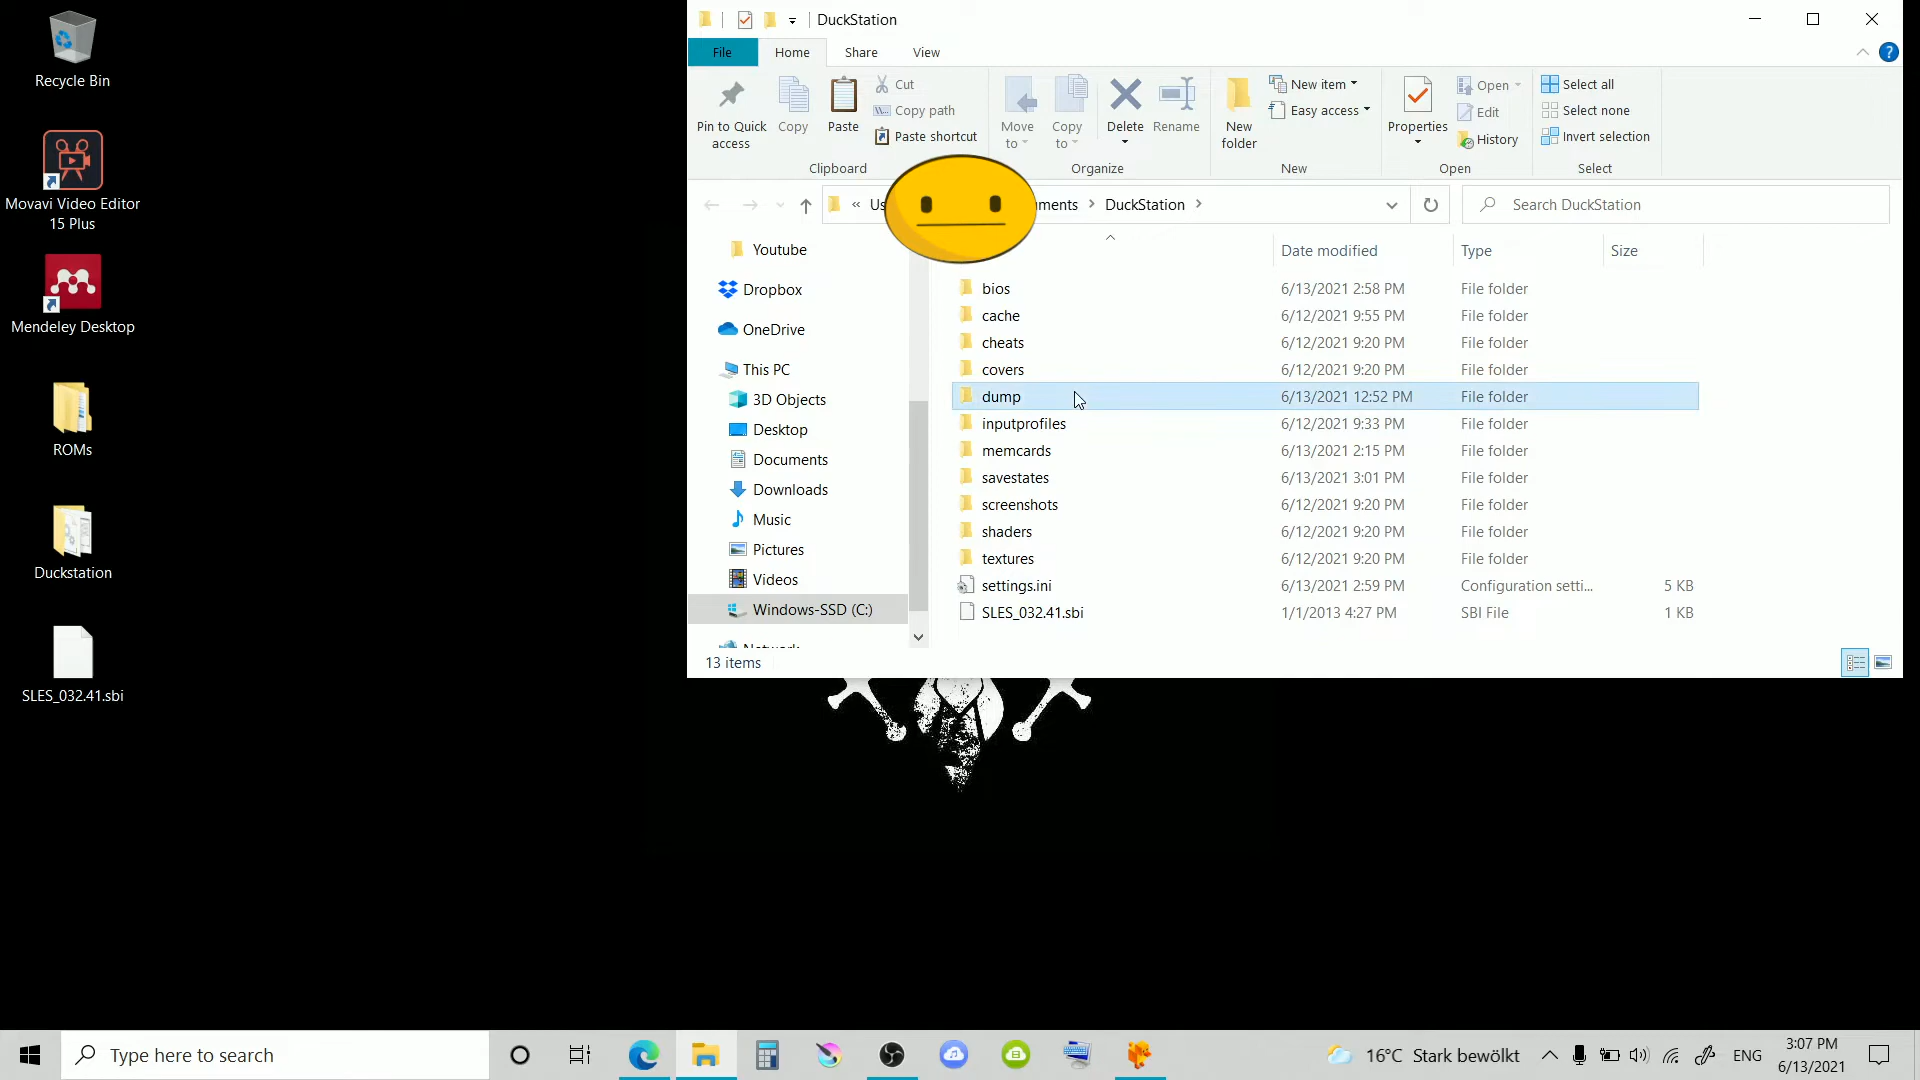 Recycle Bin
Movavi Video Editor
15 Plus
Mendeley Desktop
ROMs
Duckstation
SLES_032.41.sbi
DuckStation
File
Home
Share
View
Pin to Quick
access
Copy
Paste
Cut
Copy path
Paste shortcut
Clipboard
Move
to
Copy
to
Delete
Rename
Organize
New
folder
New item
Easy access
New
Properties
Open
Edit
History
Open
Select all
Select none
Invert selection
Select
« Us
uments > DuckStation >
Search DuckStation
Youtube
Dropbox
OneDrive
This PC
3D Objects
Desktop
Documents
Downloads
Music
Pictures
Videos
Windows-SSD (C:)
Network
Date modified Type Size
bios 6/13/2021 2:58 PM File folder
cache 6/12/2021 9:55 PM File folder
cheats 6/12/2021 9:20 PM File folder
covers 6/12/2021 9:20 PM File folder
dump 6/13/2021 12:52 PM File folder
inputprofiles 6/12/2021 9:33 PM File folder
memcards 6/13/2021 2:15 PM File folder
savestates 6/13/2021 3:01 PM File folder
screenshots 6/12/2021 9:20 PM File folder
shaders 6/12/2021 9:20 PM File folder
textures 6/12/2021 9:20 PM File folder
settings.ini 6/13/2021 2:59 PM Configuration setti... 5 KB
SLES_032.41.sbi 1/1/2013 4:27 PM SBI File 1 KB
13 items
Type here to search
16°C Stark bewölkt
ENG
3:07 PM
6/13/2021